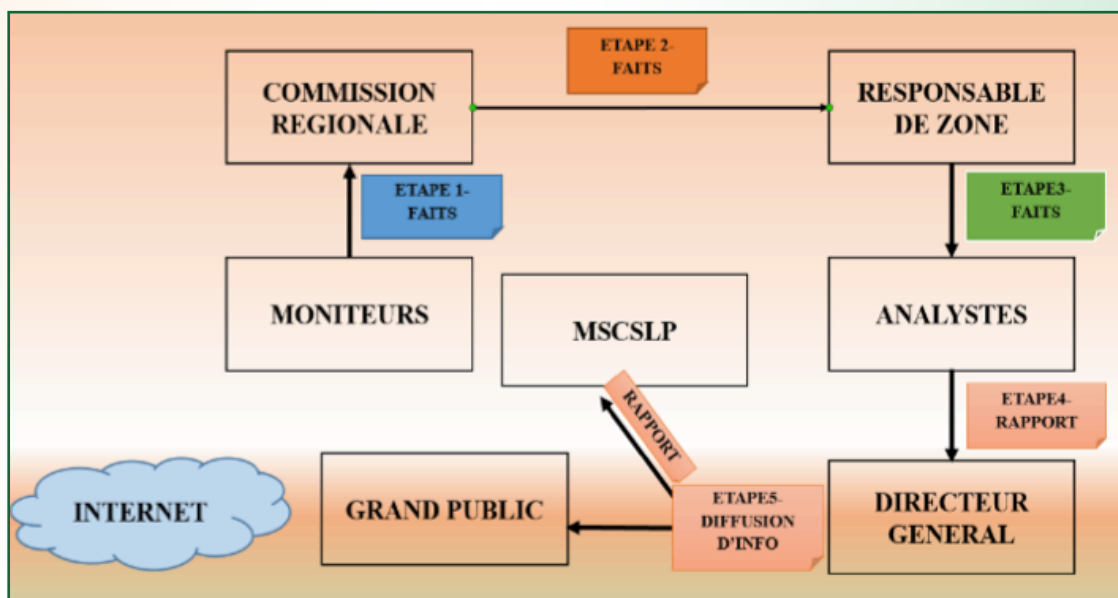 ETAPE 2-
FAITS
COMMISSION
REGIONALE
RESPONSABLE
DE ZONE
ETAPE 1-
FAITS
ETAPE3-
FAITS
MONITEURS
MSCSLP
ANALYSTES
RAPPORT
ETAPE4-
RAPPORT
INTERNET
GRAND PUBLIC
ETAPE5-
DIFFUSION
D'INFO
DIRECTEUR
GENERAL